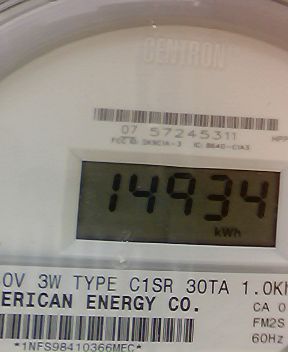 CENTRON
07 57245311
14934
kWh
0V 3W TYPE C1SR 30TA 1.0K
ERICAN ENERGY CO.
CA 0
FM2S
60Hz
*1NFS98410366MEC*